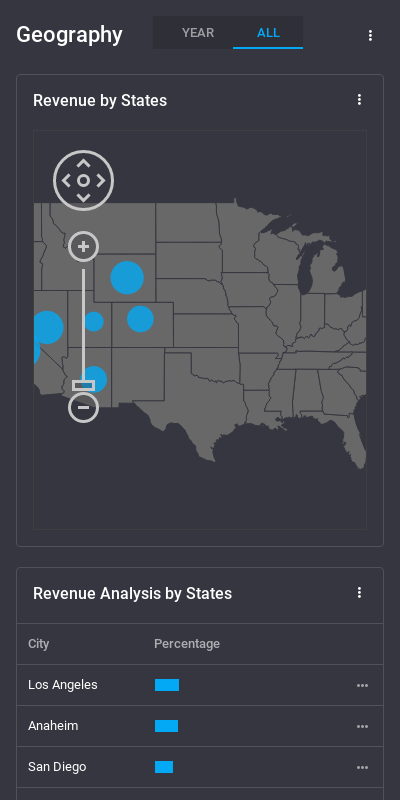 Geography
YEAR
ALL
Revenue by States
Revenue Analysis by States
City
Percentage
Los Angeles
Anaheim
San Diego